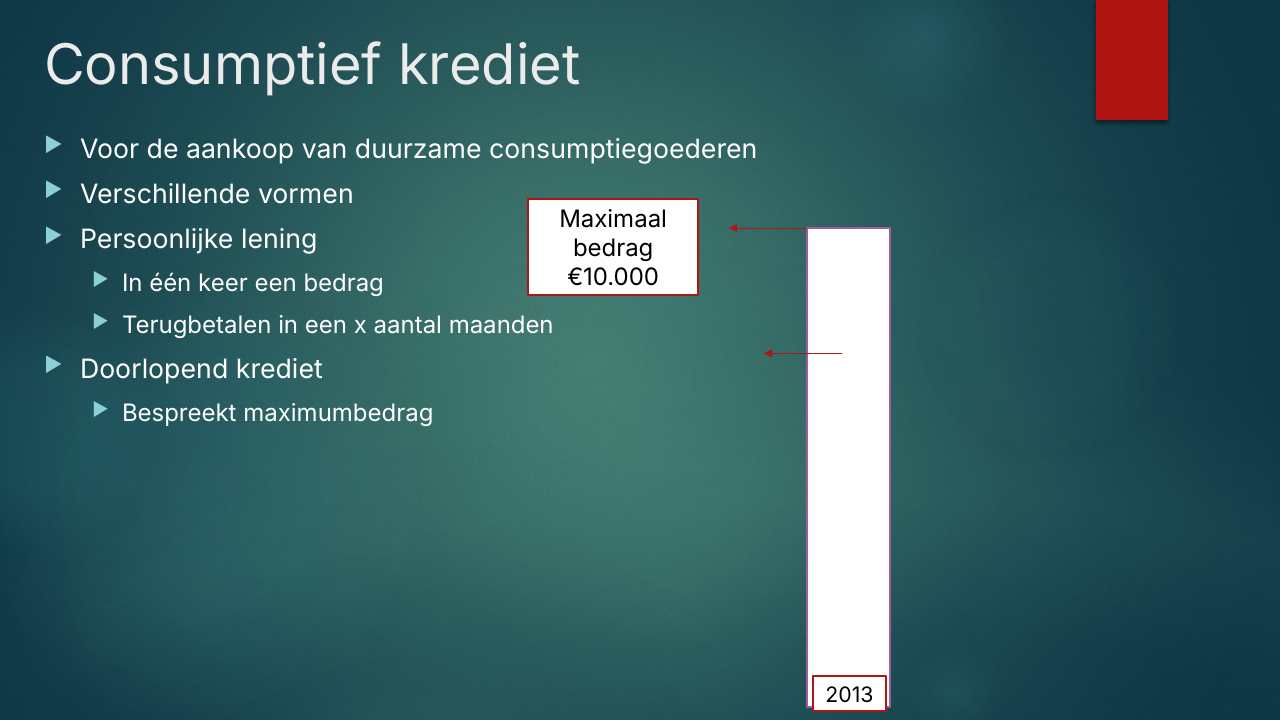 Consumptief krediet
Voor de aankoop van duurzame consumptiegoederen
Verschillende vormen
Persoonlijke lening
In één keer een bedrag
Terugbetalen in een x aantal maanden
Doorlopend krediet
Bespreekt maximumbedrag
Maximaal
bedrag
€10.000
2013